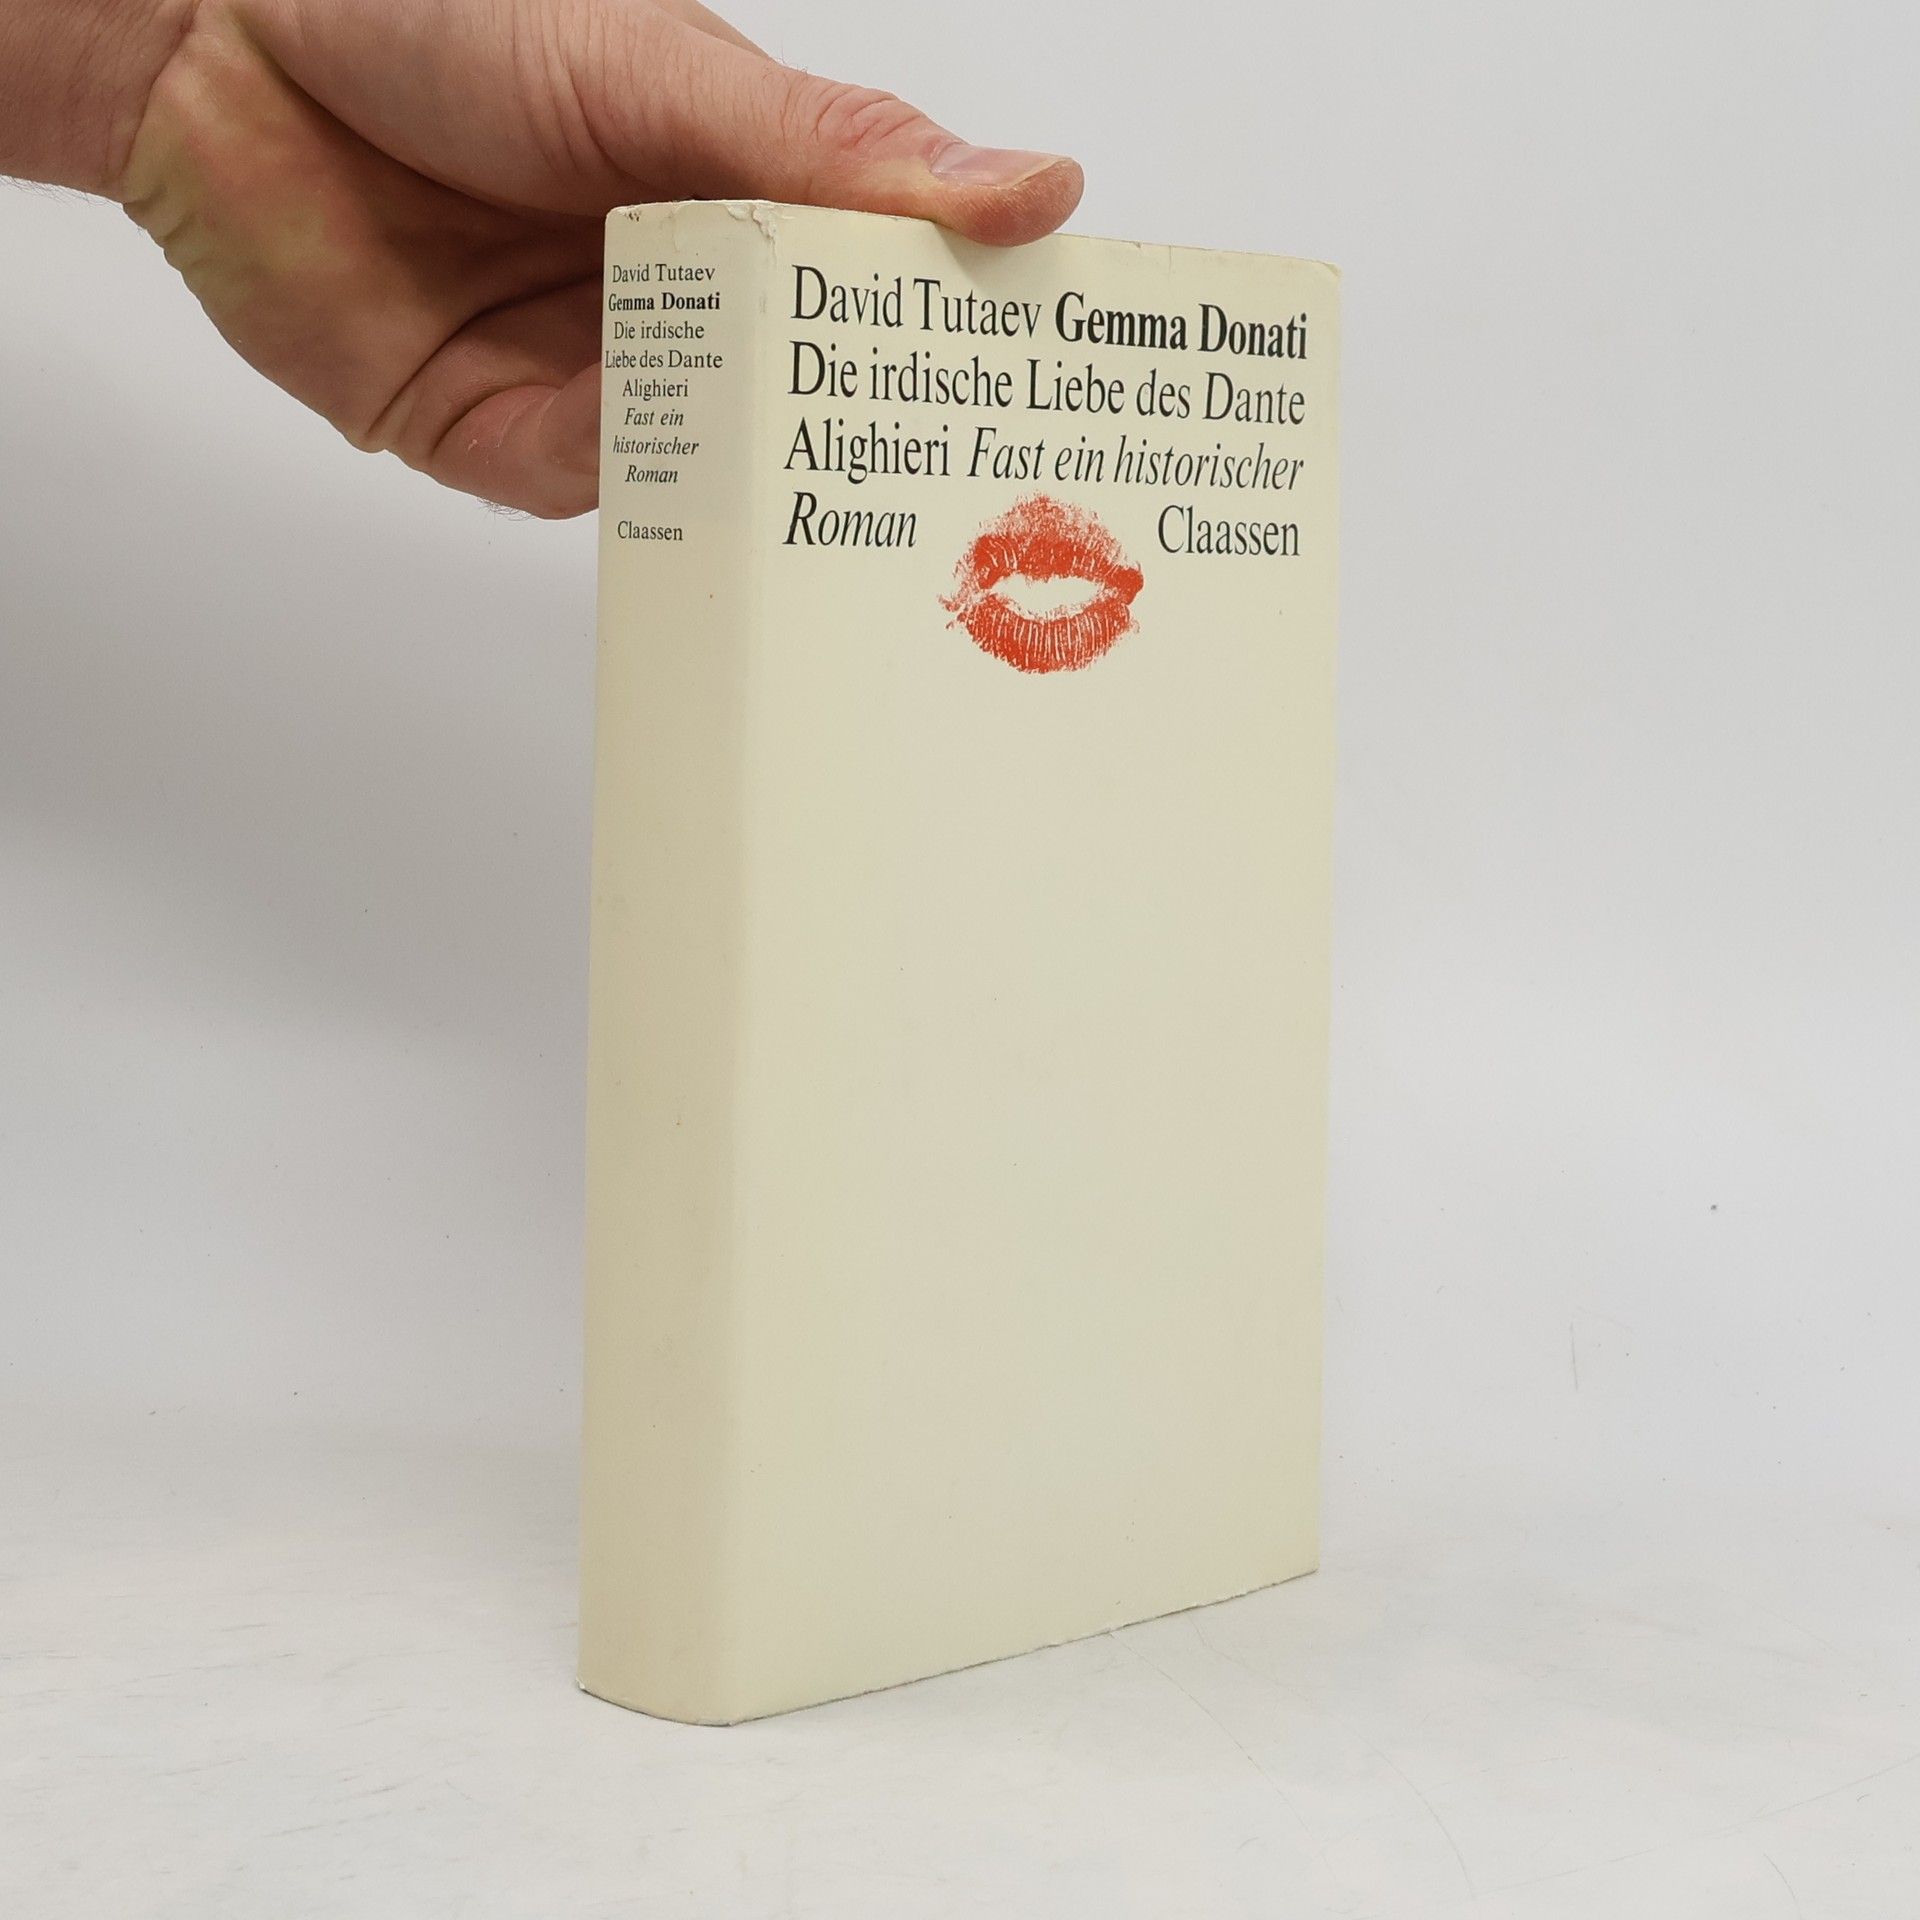 David Tutaev
Gemma Donati
Die irdische
Liebe des Dante
Alighieri
Fast ein
historischer
Roman
Claassen
David Tutaev Gemma Donati
Die irdische Liebe des Dante
Alighieri Fast ein historischer
Roman Claassen